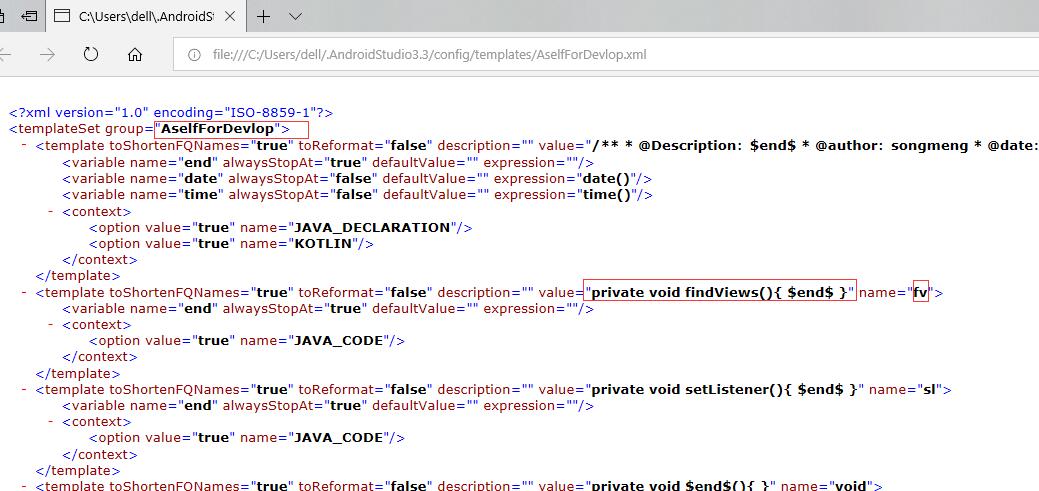 C:\Users\dell\.AndroidSt
file:///C:/Users/dell/.AndroidStudio3.3/config/templates/AselfForDevlop.xml
<?xml version="1.0" encoding="ISO-8859-1"?>
<templateSet group="AselfForDevlop">
- <template toShortenFQNames="true" toReformat="false" description="" value="/** * @Description: $end$ * @author: songmeng * @date:
<variable name="end" alwaysStopAt="true" defaultValue="" expression=""/>
<variable name="date" alwaysStopAt="false" defaultValue="" expression="date()"/>
<variable name="time" alwaysStopAt="false" defaultValue="" expression="time()"/>
- <context>
<option value="true" name="JAVA_DECLARATION"/>
<option value="true" name="KOTLIN"/>
</context>
</template>
- <template toShortenFQNames="true" toReformat="false" description="" value="private void findViews(){ $end$ }" name="fv">
<variable name="end" alwaysStopAt="true" defaultValue="" expression=""/>
- <context>
<option value="true" name="JAVA_CODE"/>
</context>
</template>
- <template toShortenFQNames="true" toReformat="false" description="" value="private void setListener(){ $end$ }" name="sl">
<variable name="end" alwaysStopAt="true" defaultValue="" expression=""/>
- <context>
<option value="true" name="JAVA_CODE"/>
</context>
</template>
- <template toShortenFQNames="true" toReformat="false" description="" value="private void $end$(){ }" name="void">